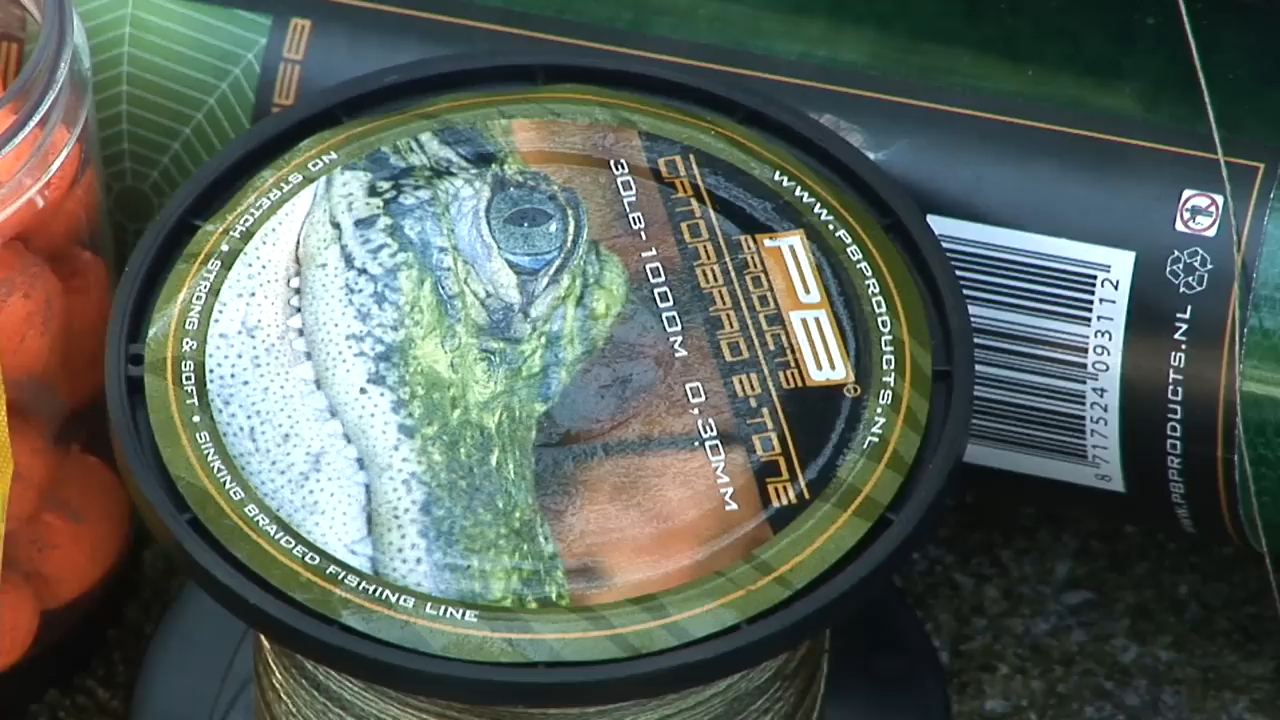 WWW.PBPRODUCTS.NL
PB
PRODUCTS
GATORBRAID 2-TONE
30LB-1000M 0,30MM
NO STRETCH • STRONG & SOFT • SINKING BRAIDED FISHING LINE
8 717524 093112
WWW.PBPRODUCTS.NL